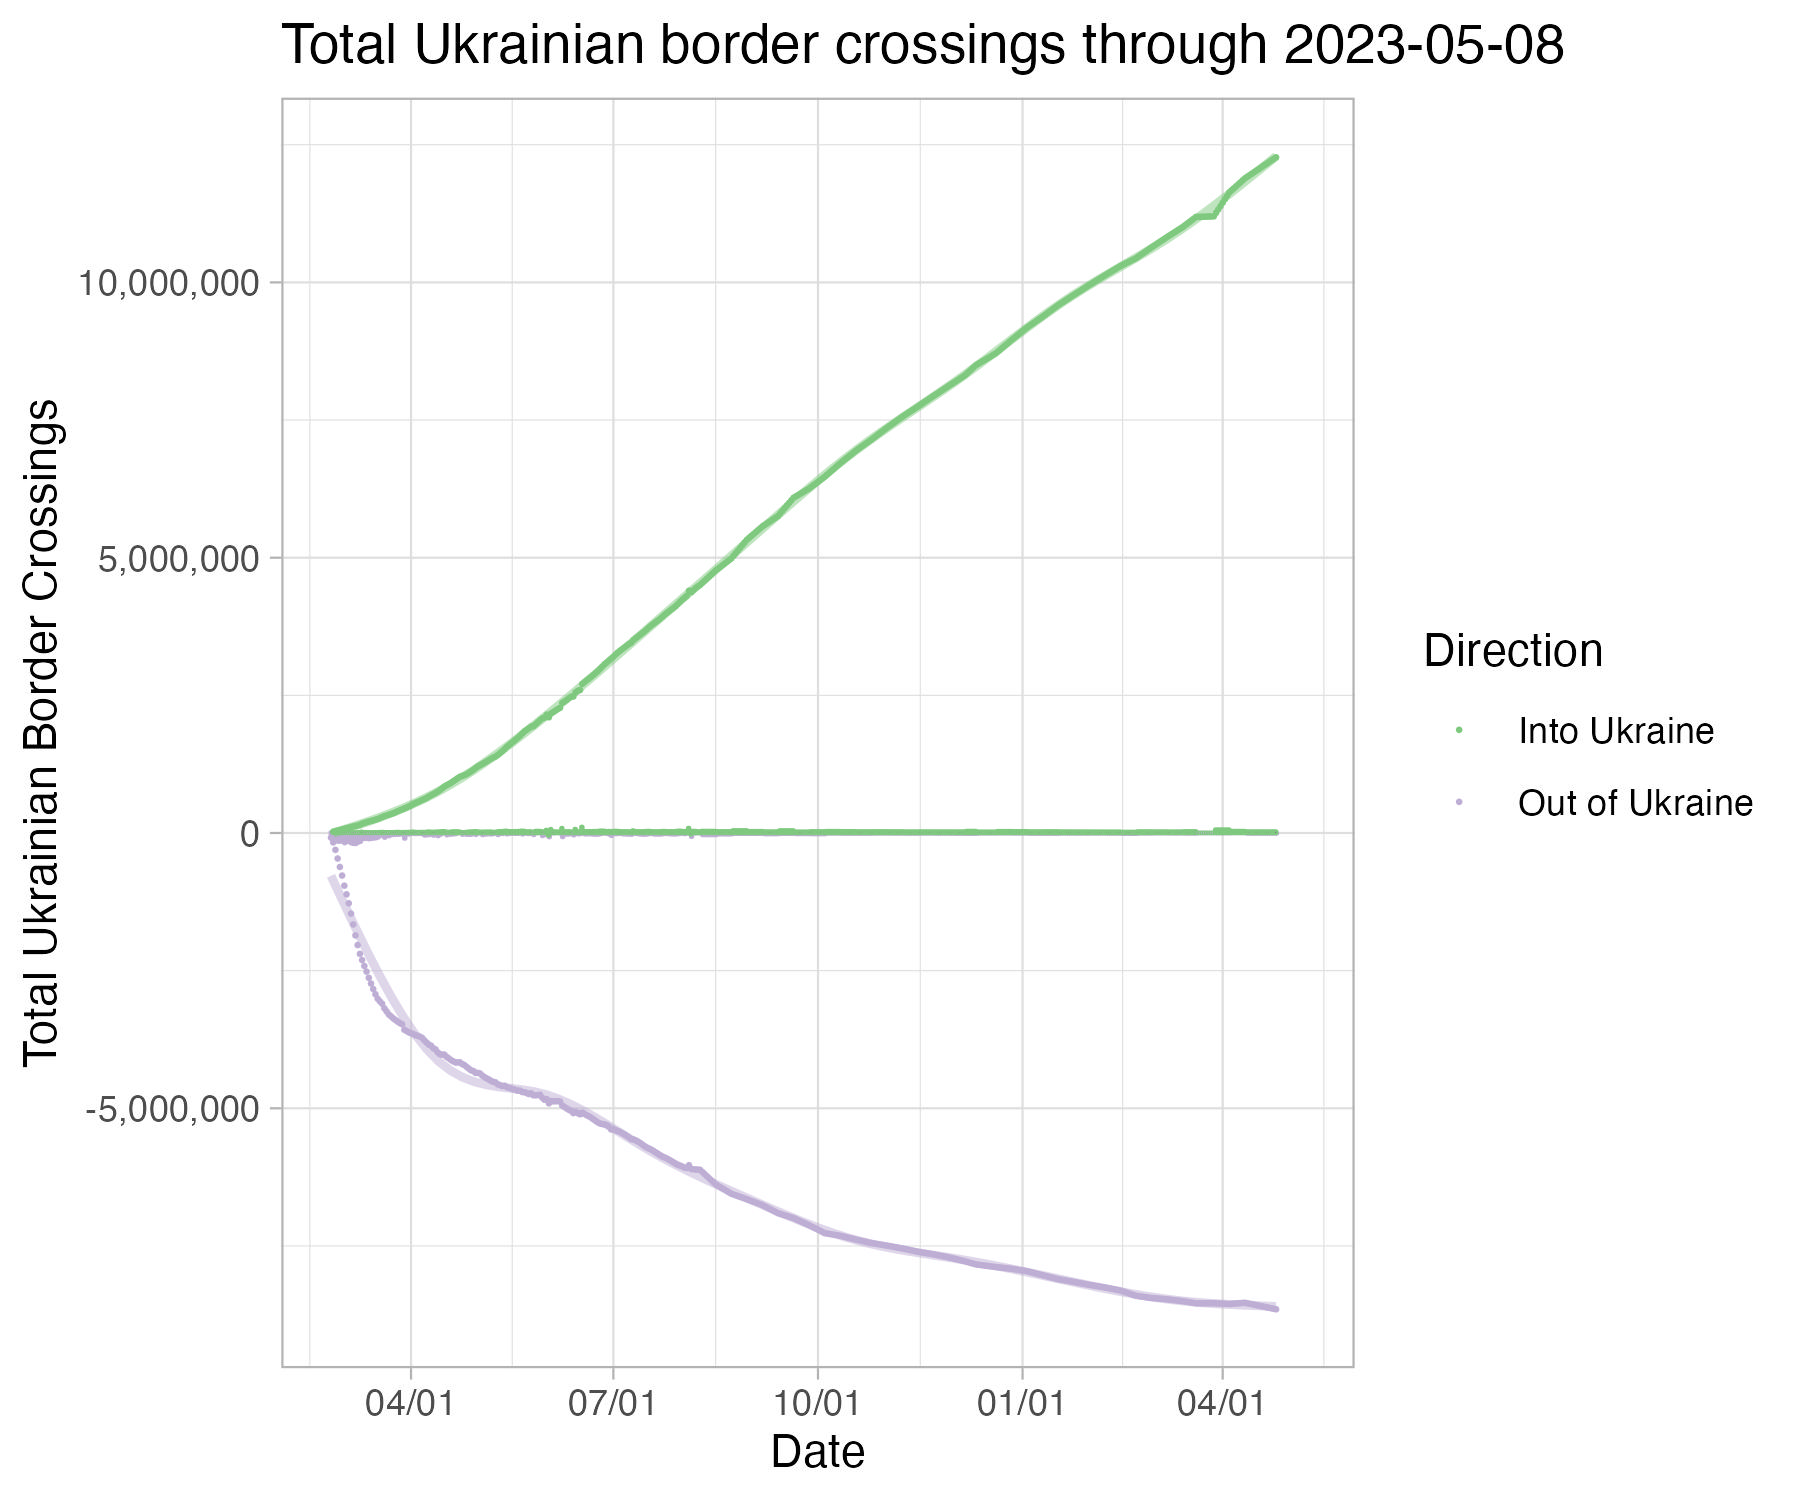 Total Ukrainian border crossings through 2023-05-08
Total Ukrainian Border Crossings
10,000,000
5,000,000
0
-5,000,000
04/01
07/01
10/01
01/01
04/01
Date
Direction
Into Ukraine
Out of Ukraine